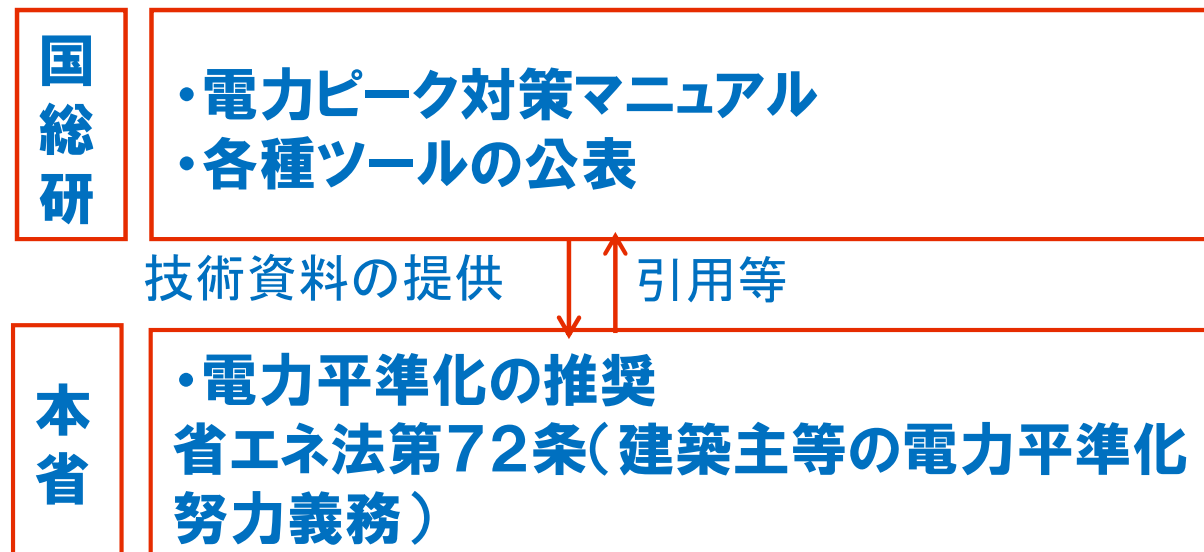 国総研
・電力ピーク対策マニュアル
・各種ツールの公表
技術資料の提供
引用等
本省
・電力平準化の推奨
省エネ法第７２条（建築主等の電力平準化
努力義務）